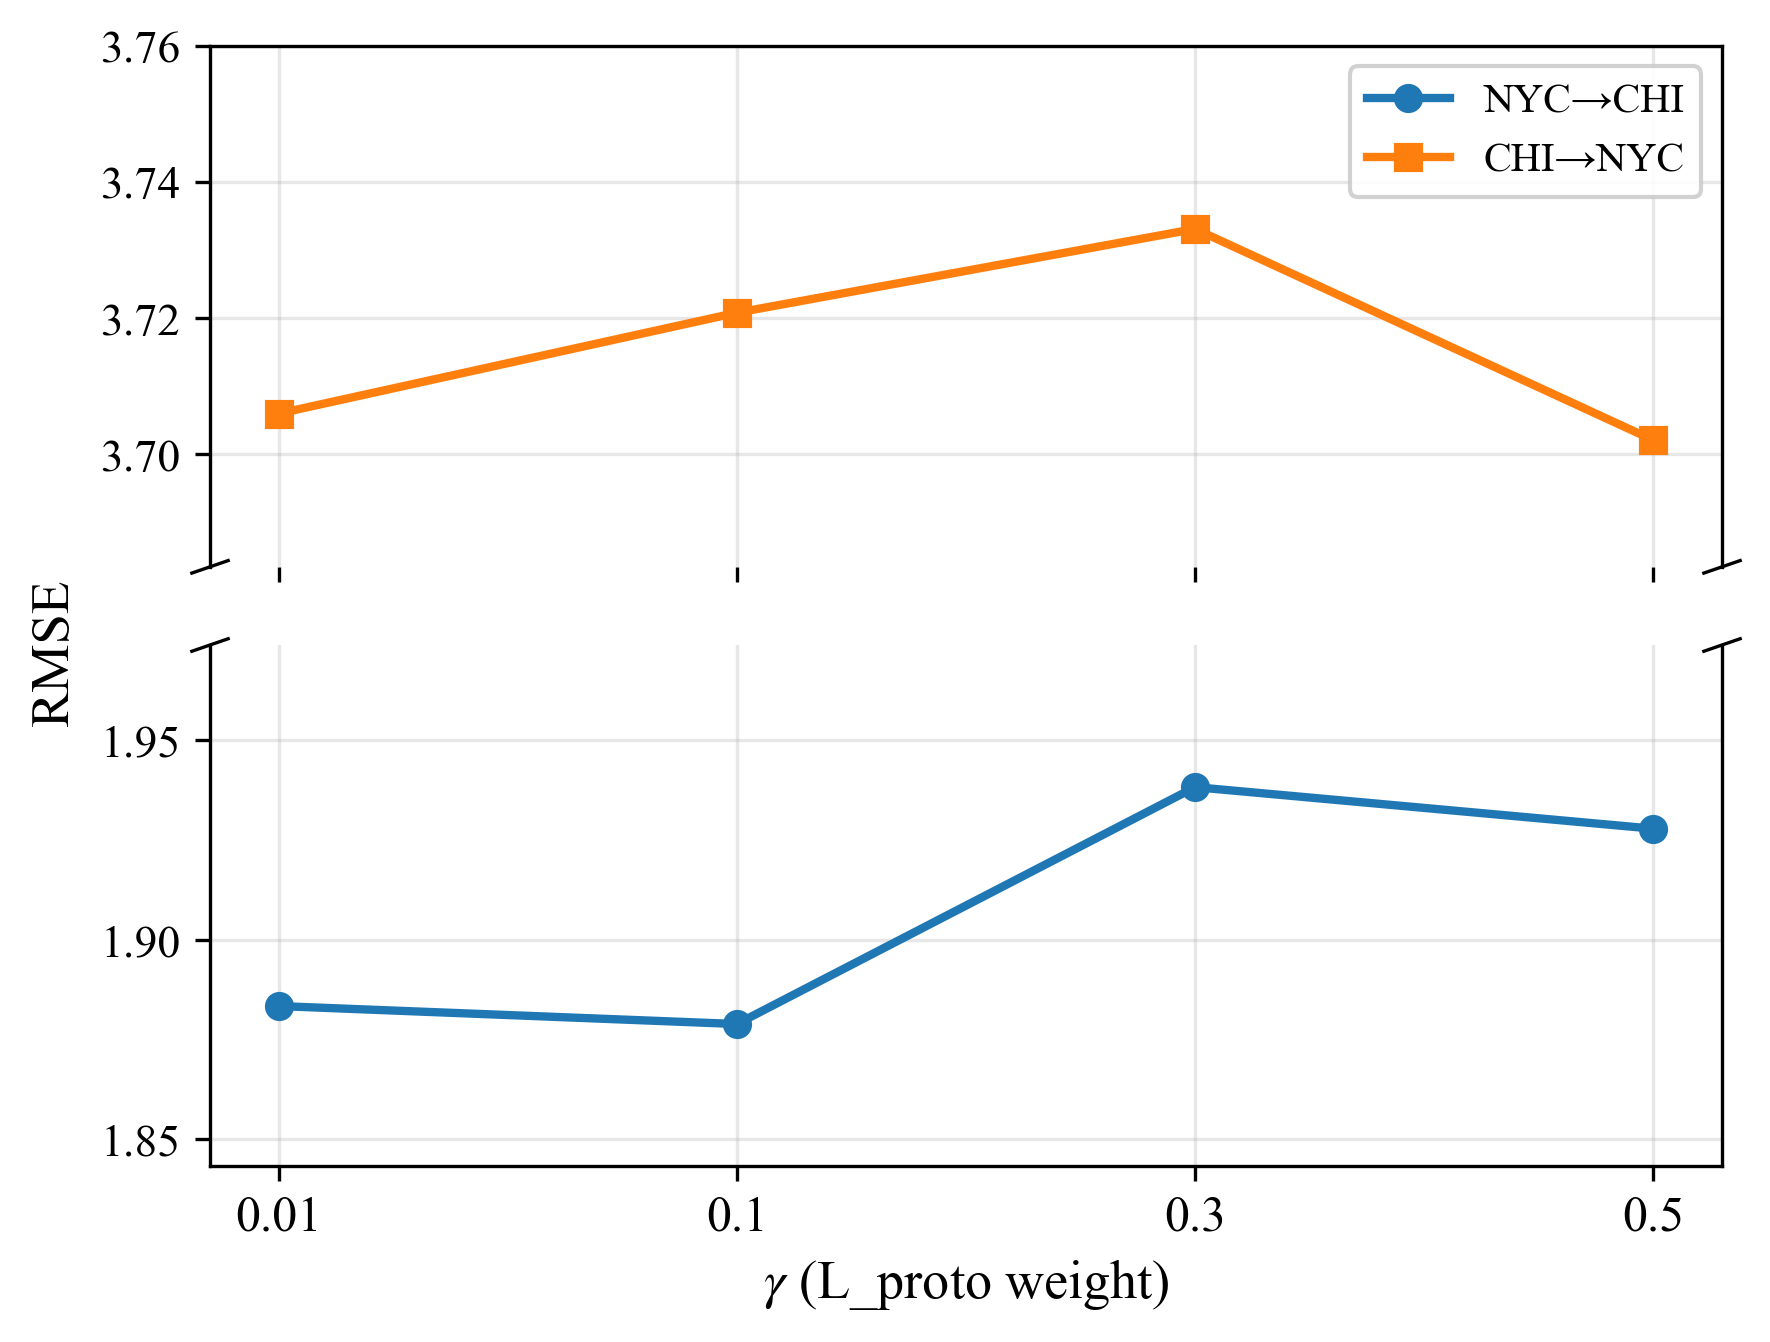 3.76
3.74
3.72
3.70
NYC→CHI
CHI→NYC
RMSE
1.95
1.90
1.85
0.01 0.1 0.3 0.5
γ (L_proto weight)